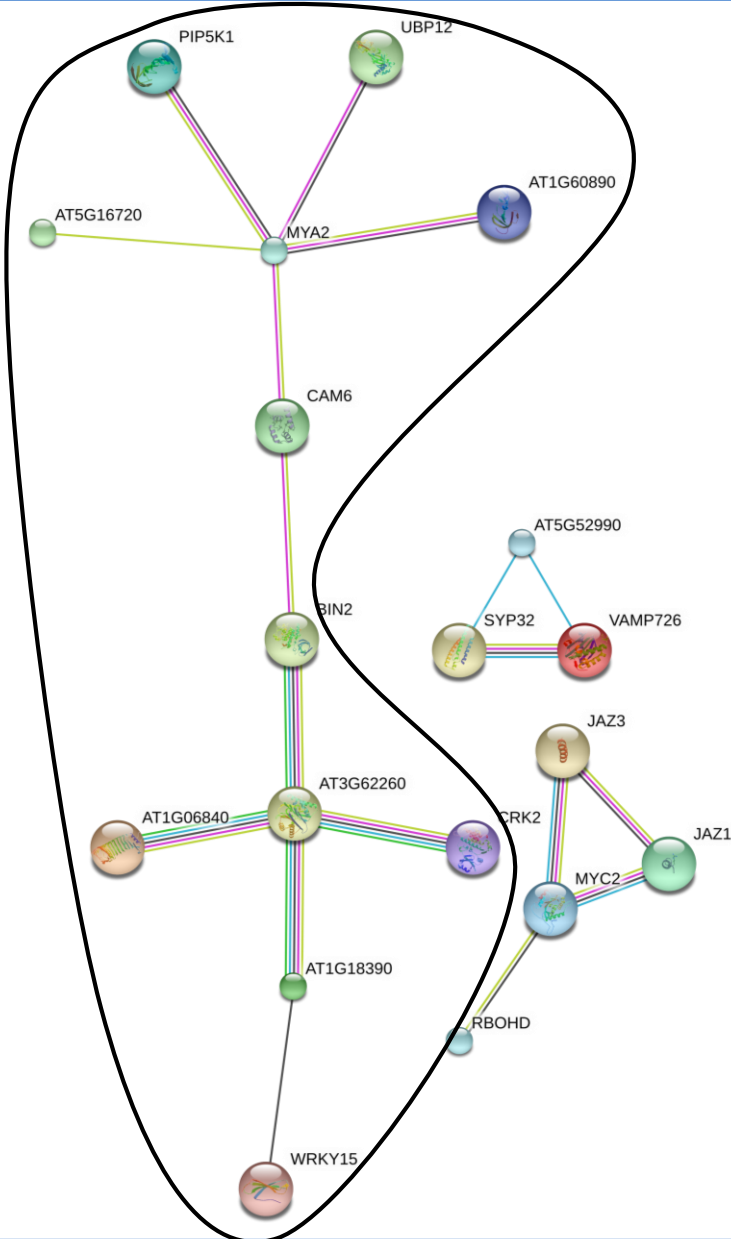 PIP5K1
UBP12
AT1G60890
AT5G16720
MYA2
CAM6
AT5G52990
BIN2
SYP32
VAMP726
JAZ3
AT3G62260
AT1G06840
CRK2
JAZ1
MYC2
AT1G18390
RBOHD
WRKY15